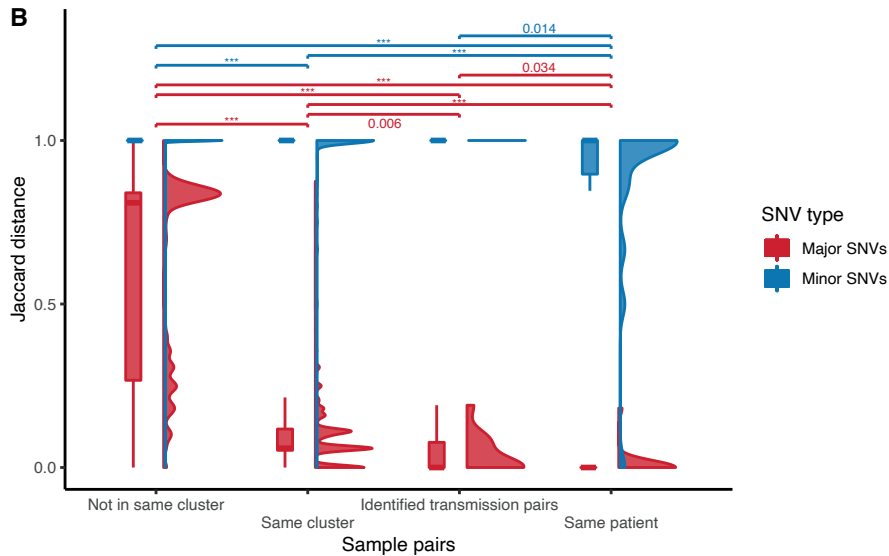 B
0.014
***
***
***
0.034
***
***
***
***
0.006
1.0
0.5
0.0
Jaccard distance
SNV type
Major SNVs
Minor SNVs
Not in same cluster
Identified transmission pairs
Same cluster
Same patient
Sample pairs